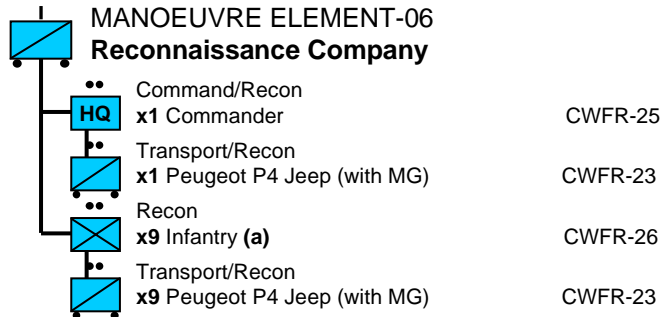 MANOEUVRE ELEMENT-06
Reconnaissance Company
Command/Recon
HQ x1 Commander CWFR-25
Transport/Recon
x1 Peugeot P4 Jeep (with MG) CWFR-23
Recon
x9 Infantry (a) CWFR-26
Transport/Recon
x9 Peugeot P4 Jeep (with MG) CWFR-23